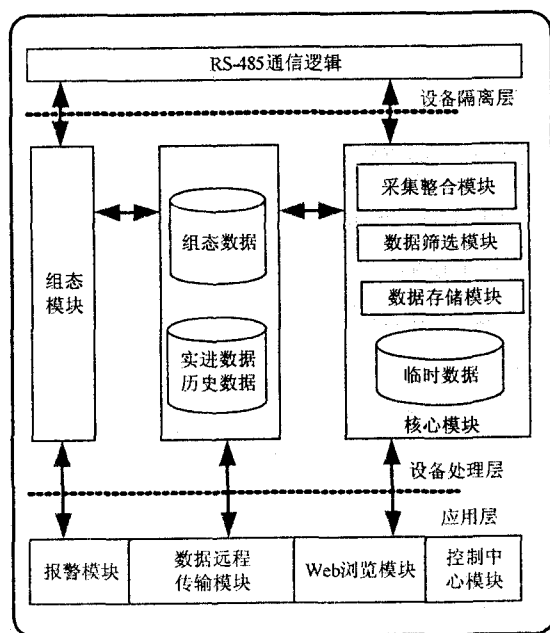 RS-485通信逻辑
设备隔离层
组态
模块
组态数据
实进数据
历史数据
采集整合模块
数据筛选模块
数据存储模块
临时数据
核心模块
设备处理层
应用层
报警模块
数据远程
传输模块
Web浏览模块
控制中
心模块